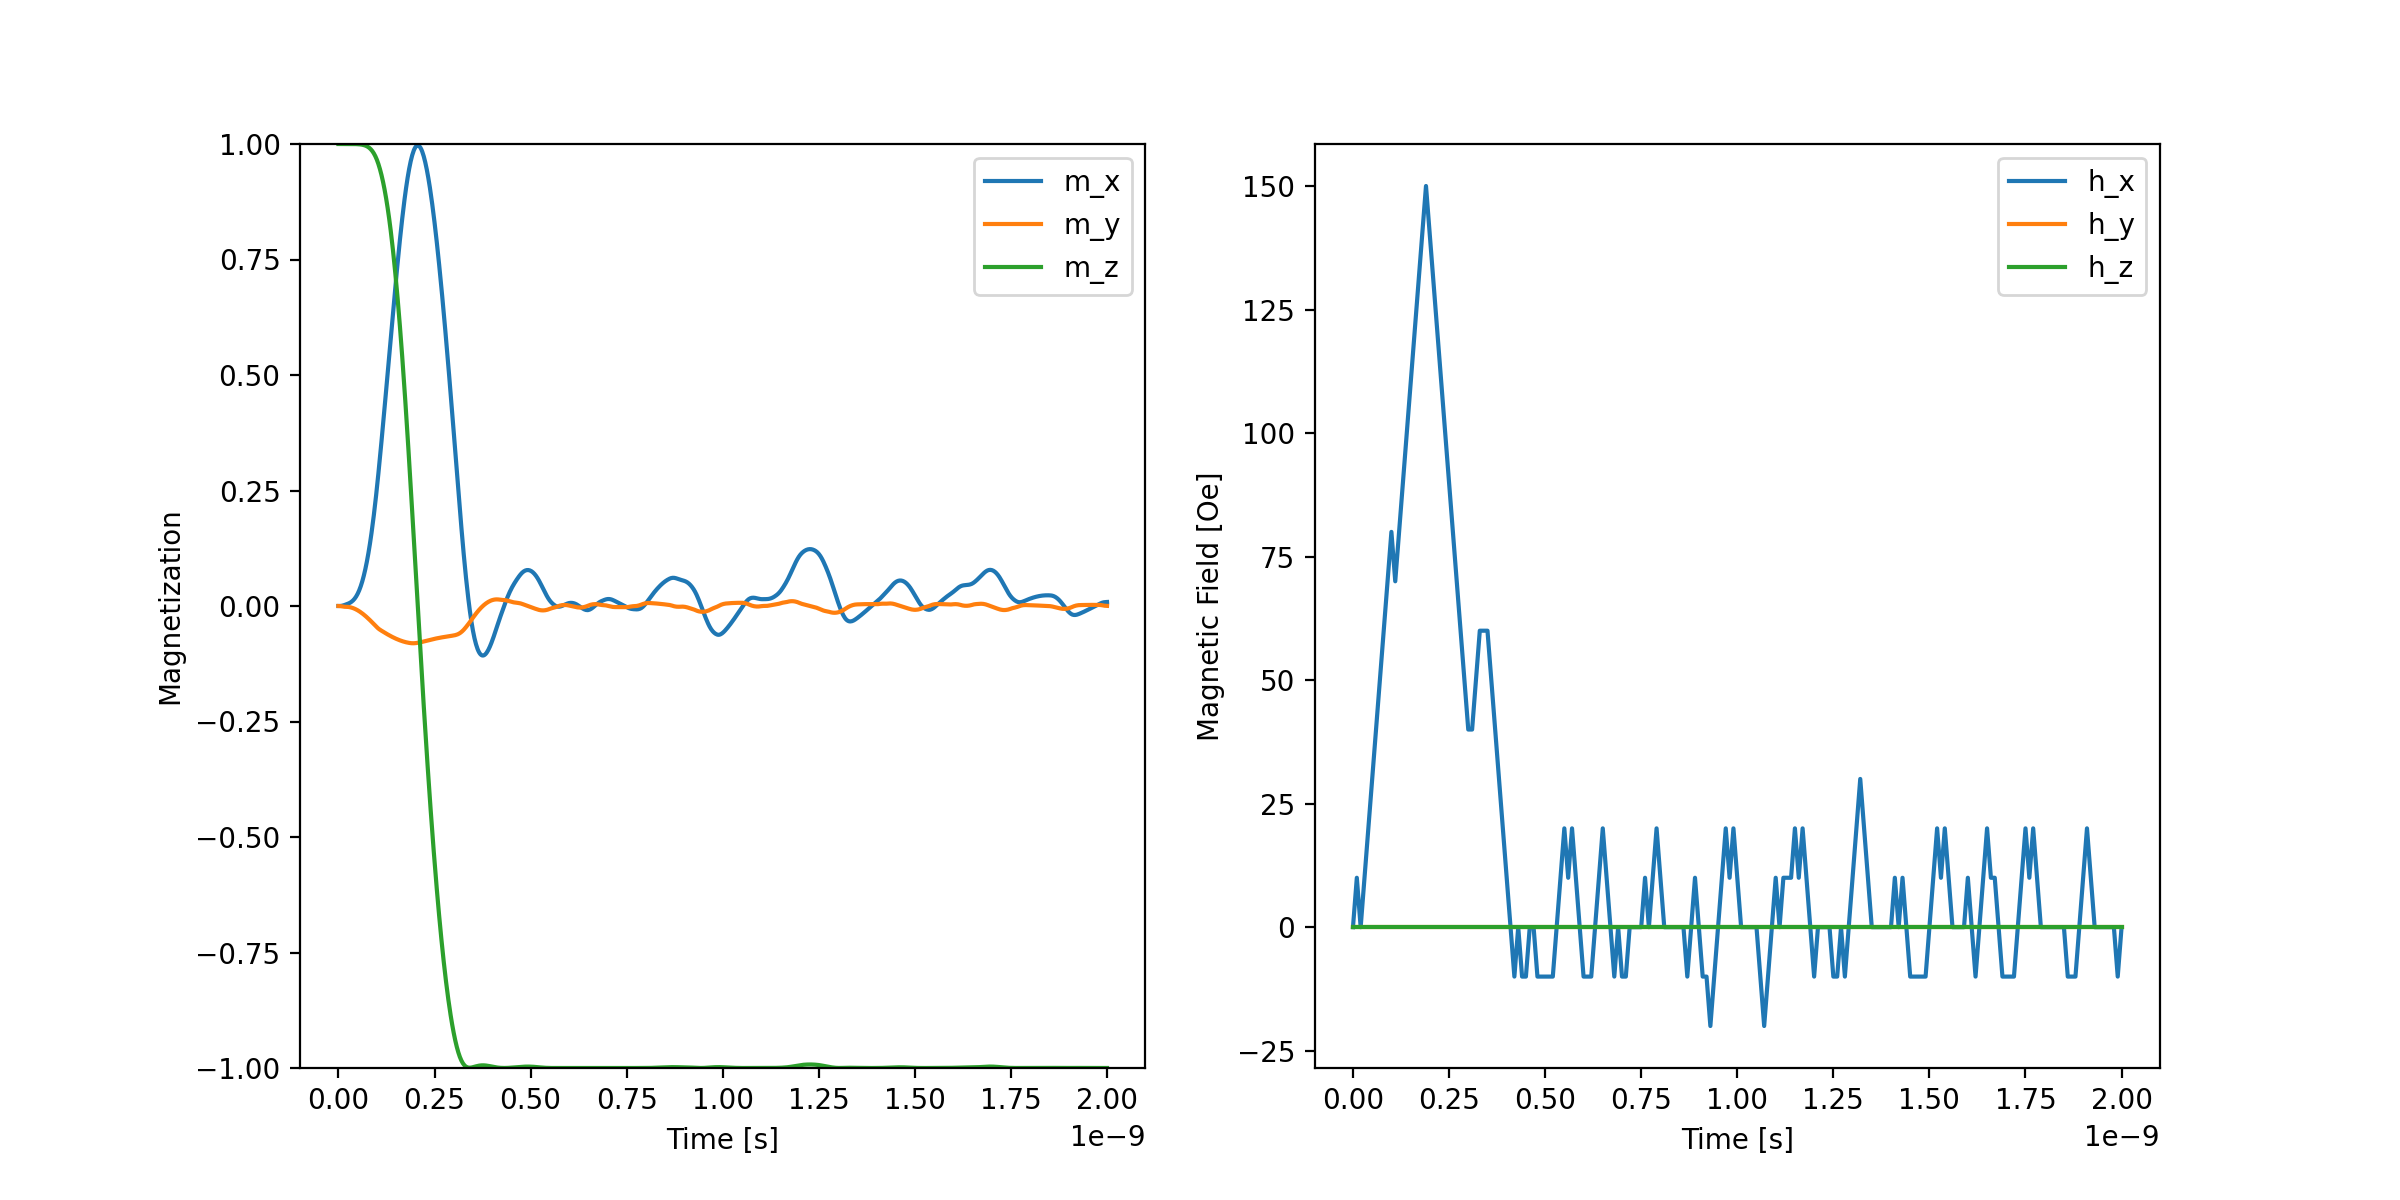 1.00
0.75
0.50
0.25
0.00
−0.25
−0.50
−0.75
−1.00
Magnetization
m_x
m_y
m_z
0.00 0.25 0.50 0.75 1.00 1.25 1.50 1.75 2.00
Time [s]
1e−9
150
125
100
75
50
25
0
−25
Magnetic Field [Oe]
h_x
h_y
h_z
0.00 0.25 0.50 0.75 1.00 1.25 1.50 1.75 2.00
Time [s]
1e−9